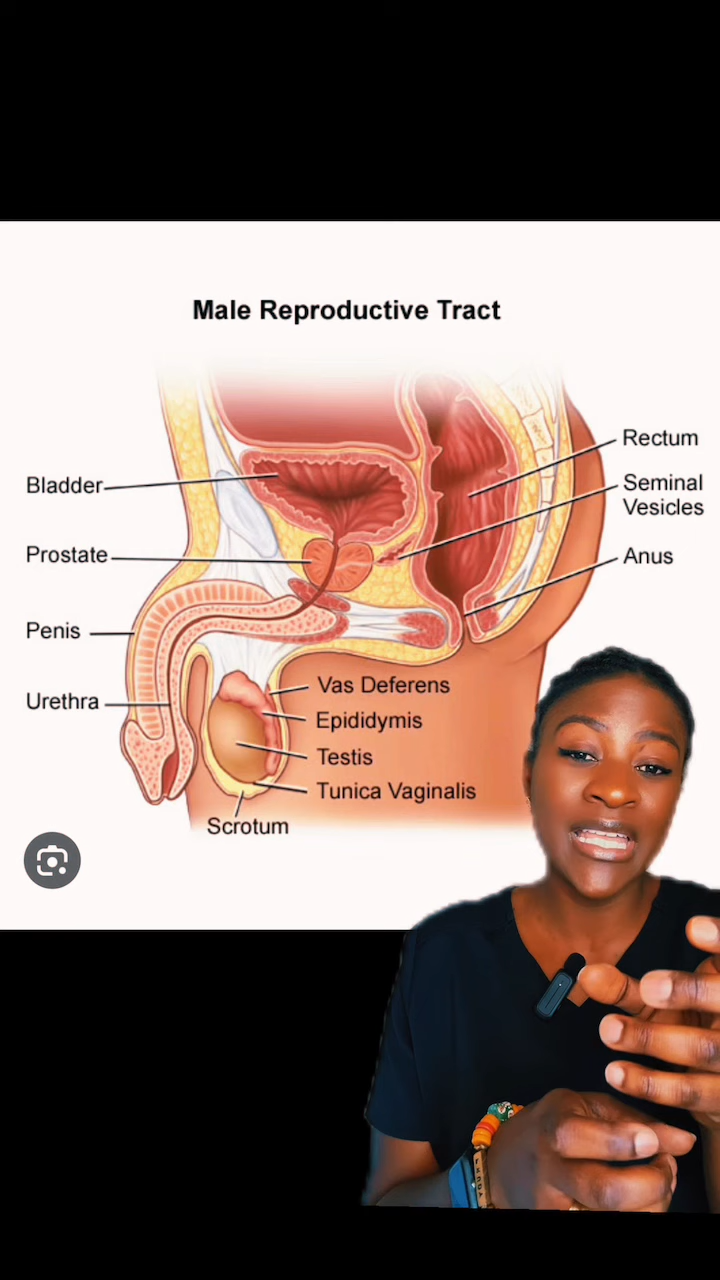 Male Reproductive Tract
Bladder
Prostate
Penis
Urethra
Rectum
Seminal
Vesicles
Anus
Vas Deferens
Epididymis
Testis
Tunica Vaginalis
Scrotum